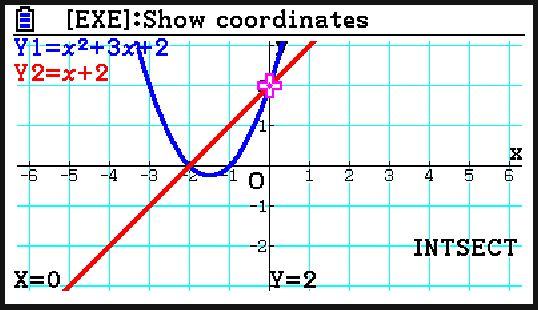 [EXE]:Show coordinates
Y1=x²+3x+2
Y2=x+2
1
x
-6 -5 -4 -3 -2 -1 O 1 2 3 4 5 6
-1
-2
INTSECT
X=0 Y=2